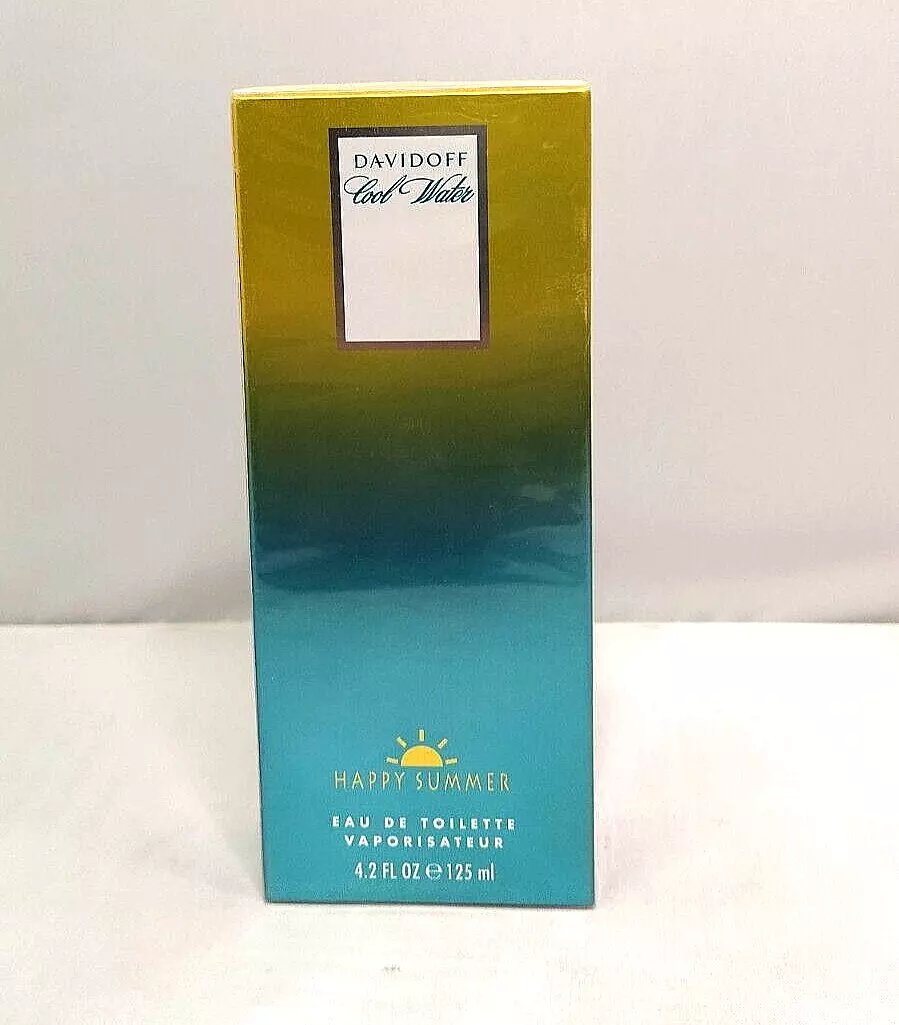 DAVIDOFF
Cool Water
HAPPY SUMMER
EAU DE TOILETTE
VAPORISATEUR
4.2 FL OZ ℮ 125 ml